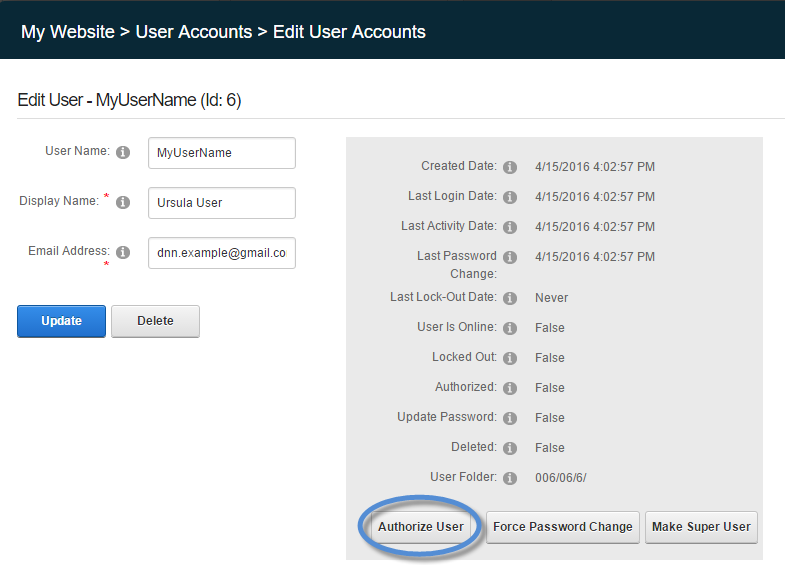 My Website > User Accounts > Edit User Accounts
Edit User - MyUserName (Id: 6)
User Name: MyUserName
Display Name: * Ursula User
Email Address: * dnn.example@gmail.co
Update Delete
Created Date: 4/15/2016 4:02:57 PM
Last Login Date: 4/15/2016 4:02:57 PM
Last Activity Date: 4/15/2016 4:02:57 PM
Last Password 4/15/2016 4:02:57 PM
Change:
Last Lock-Out Date: Never
User Is Online: False
Locked Out: False
Authorized: False
Update Password: False
Deleted: False
User Folder: 006/06/6/
Authorize User Force Password Change Make Super User